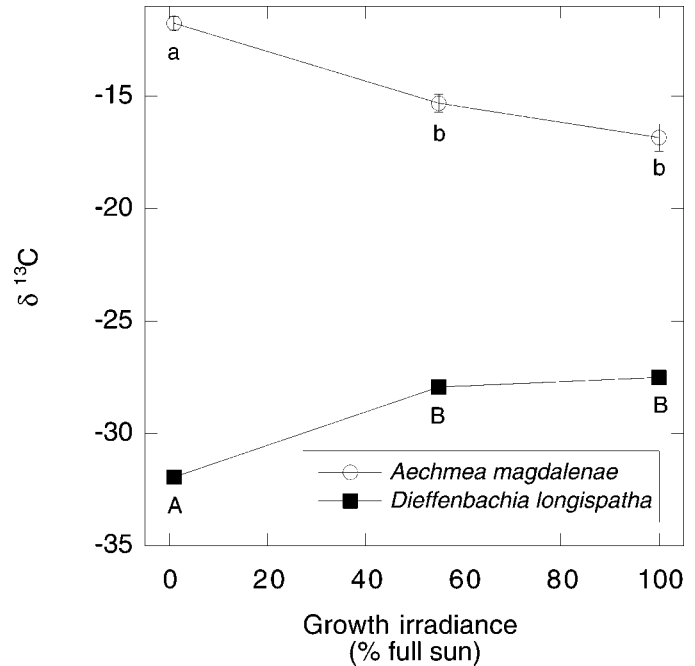 a
-15
b
b
-20
δ ¹³C
-25
-30
B
B
Aechmea magdalenae
Dieffenbachia longispatha
A
-35
0 20 40 60 80 100
Growth irradiance
(% full sun)